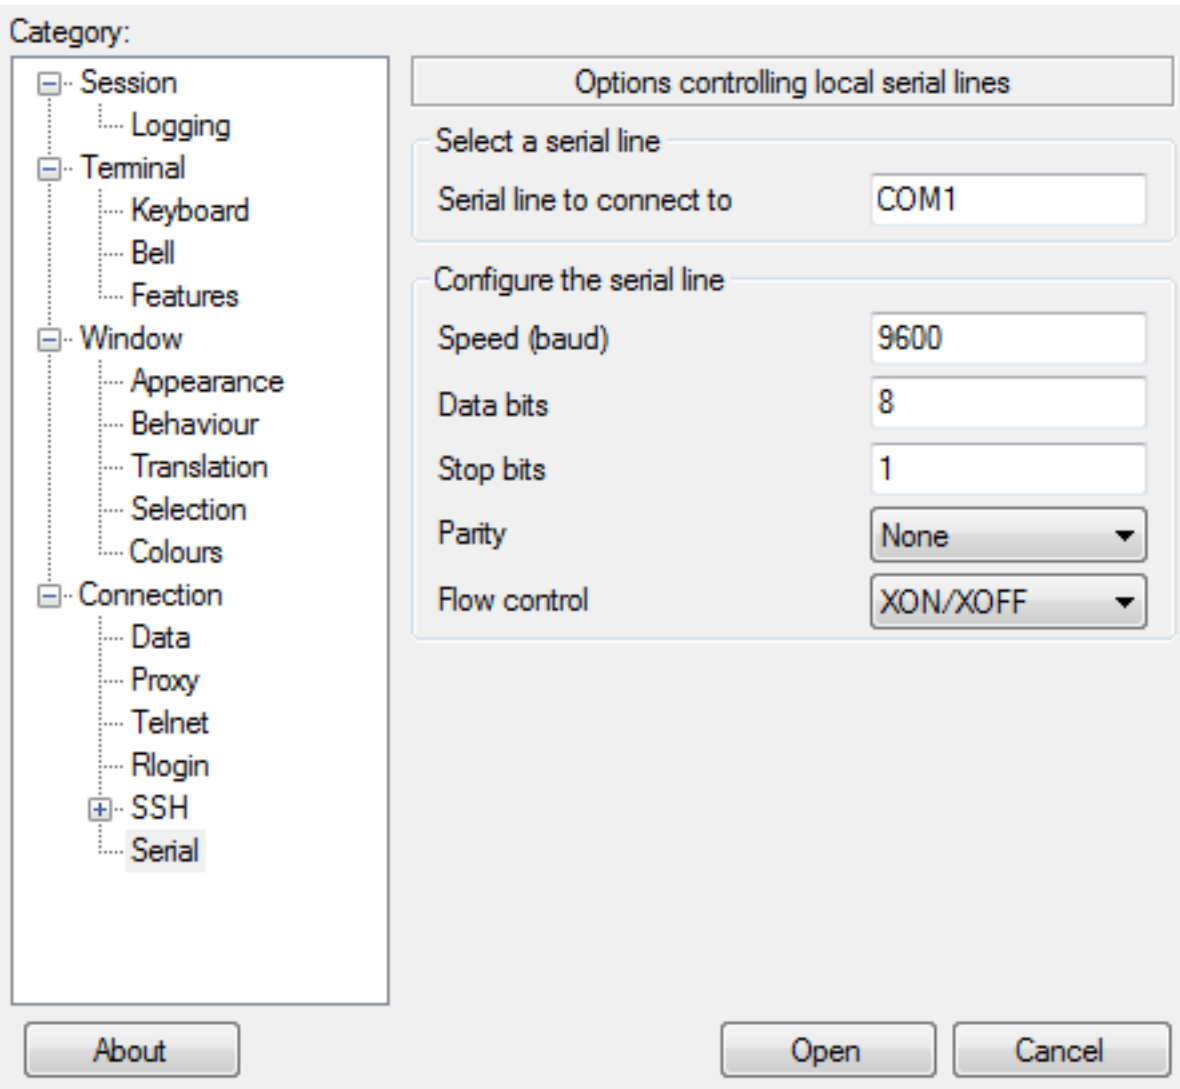 Category:
Session
Logging
Terminal
Keyboard
Bell
Features
Window
Appearance
Behaviour
Translation
Selection
Colours
Connection
Data
Proxy
Telnet
Rlogin
SSH
Serial
Options controlling local serial lines
Select a serial line
Serial line to connect to COM1
Configure the serial line
Speed (baud) 9600
Data bits 8
Stop bits 1
Parity None
Flow control XON/XOFF
About Open Cancel